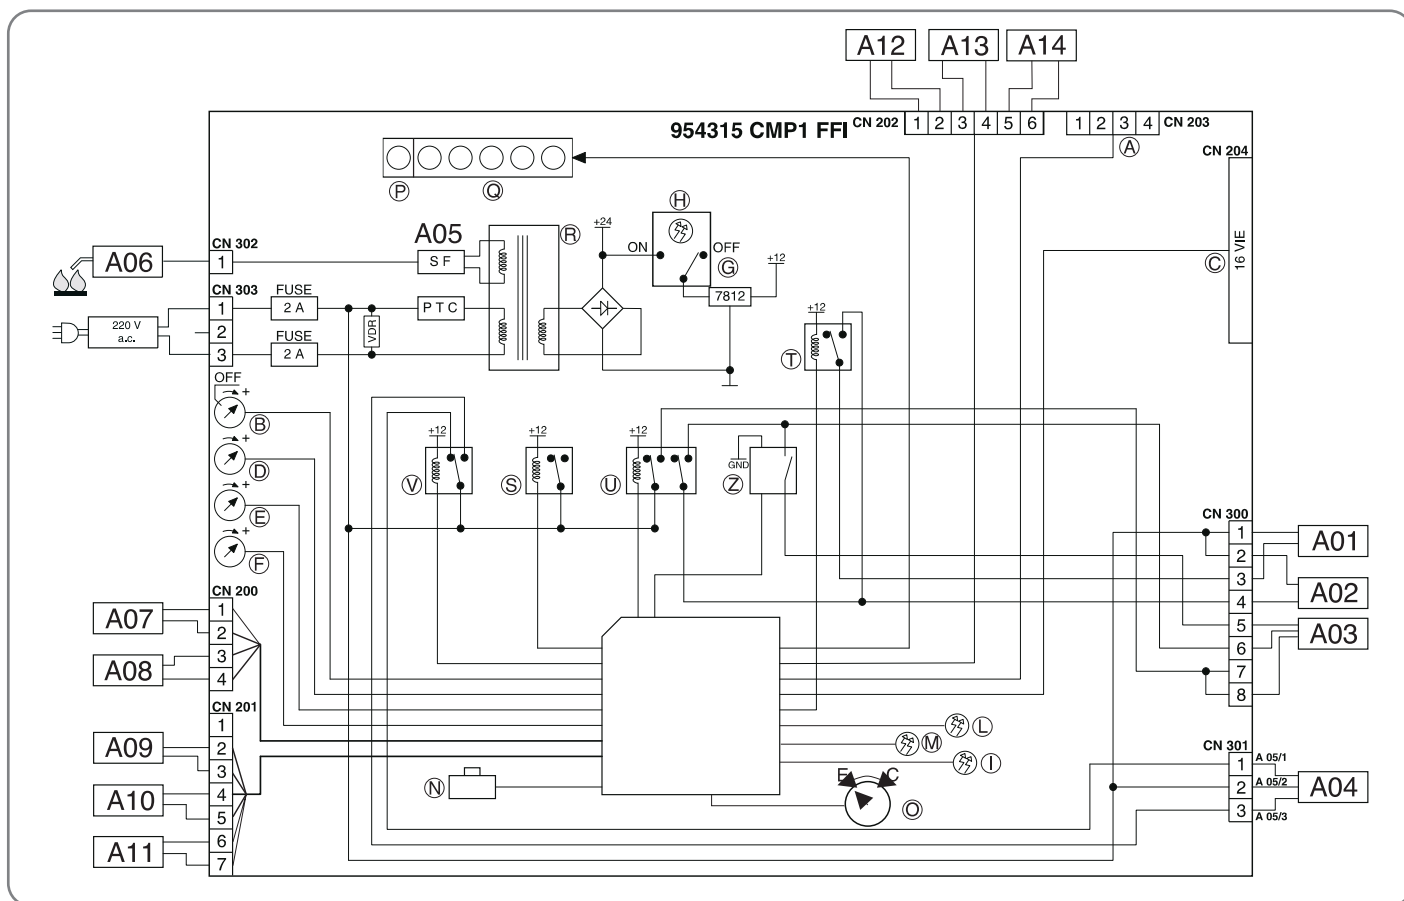 A12 A13 A14
954315 CMP1 FFI CN 202 1 2 3 4 5 6 1 2 3 4 CN 203
A
CN 204
P Q
16 VIE
C
H
+24
ON OFF
G
+12
7812
A05
R
CN 302
A06 1 S F
CN 303
FUSE
1 2 A P T C
220 V
a.c.
2
VDR
FUSE
3 2 A
+12
T
OFF
+
B
+
D
+
E
+
F
+12
V
+12
S
+12
U
GND
Z
CN 300
1 A01
2
3 A02
4
5 A03
6
7
8
CN 200
A07 1
2
A08 3
4
CN 201
1
A09 2
3
A10 4
5
A11 6
7
L
M
I
N
E C
O
CN 301
1 A 05/1
2 A 05/2 A04
3 A 05/3